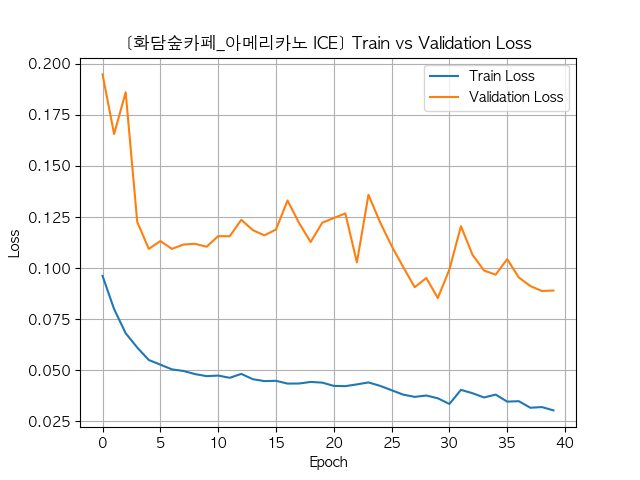 [화담숲카페_아메리카노 ICE] Train vs Validation Loss
Train Loss
Validation Loss
0.200
0.175
0.150
0.125
0.100
0.075
0.050
0.025
Loss
0 5 10 15 20 25 30 35 40
Epoch